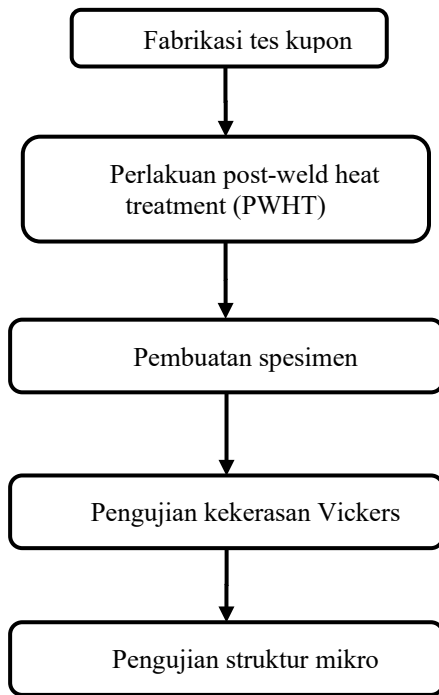 Fabrikasi tes kupon
Perlakuan post-weld heat
treatment (PWHT)
Pembuatan spesimen
Pengujian kekerasan Vickers
Pengujian struktur mikro